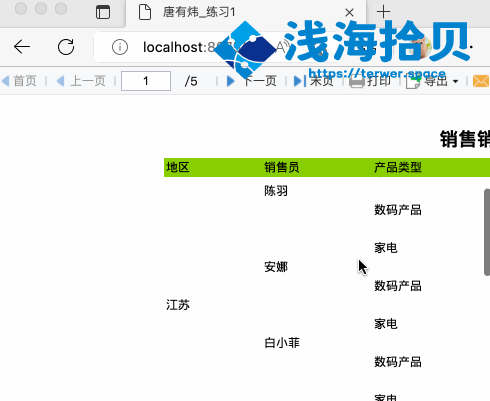 唐有炜_练习1
浅海拾贝
localhost:8
https://terwer.space
首页 上一页 1 /5 下一页 末页 打印 导出
销售销
地区 销售员 产品类型
陈羽
数码产品
家电
安娜
数码产品
江苏
家电
白小菲
数码产品
家电